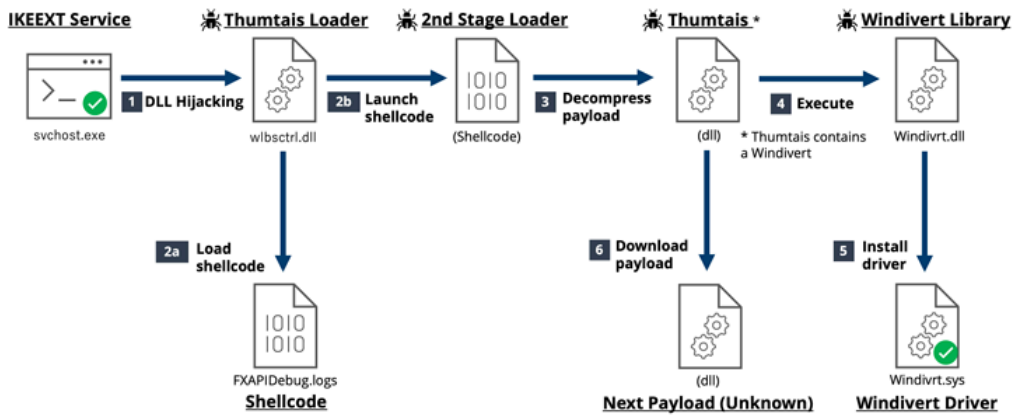 IKEEXT Service
Thumtais Loader
2nd Stage Loader
Thumtais *
Windivert Library
1 DLL Hijacking
2b Launch
shellcode
3 Decompress
payload
4 Execute
svchost.exe
wlbsctrl.dll
1010
1010
(Shellcode)
(dll)
* Thumtais contains
a Windivert
Windivrt.dll
2a Load
shellcode
6 Download
payload
5 Install
driver
1010
1010
FXAPIDebug.logs
Shellcode
(dll)
Next Payload (Unknown)
Windivrt.sys
Windivert Driver